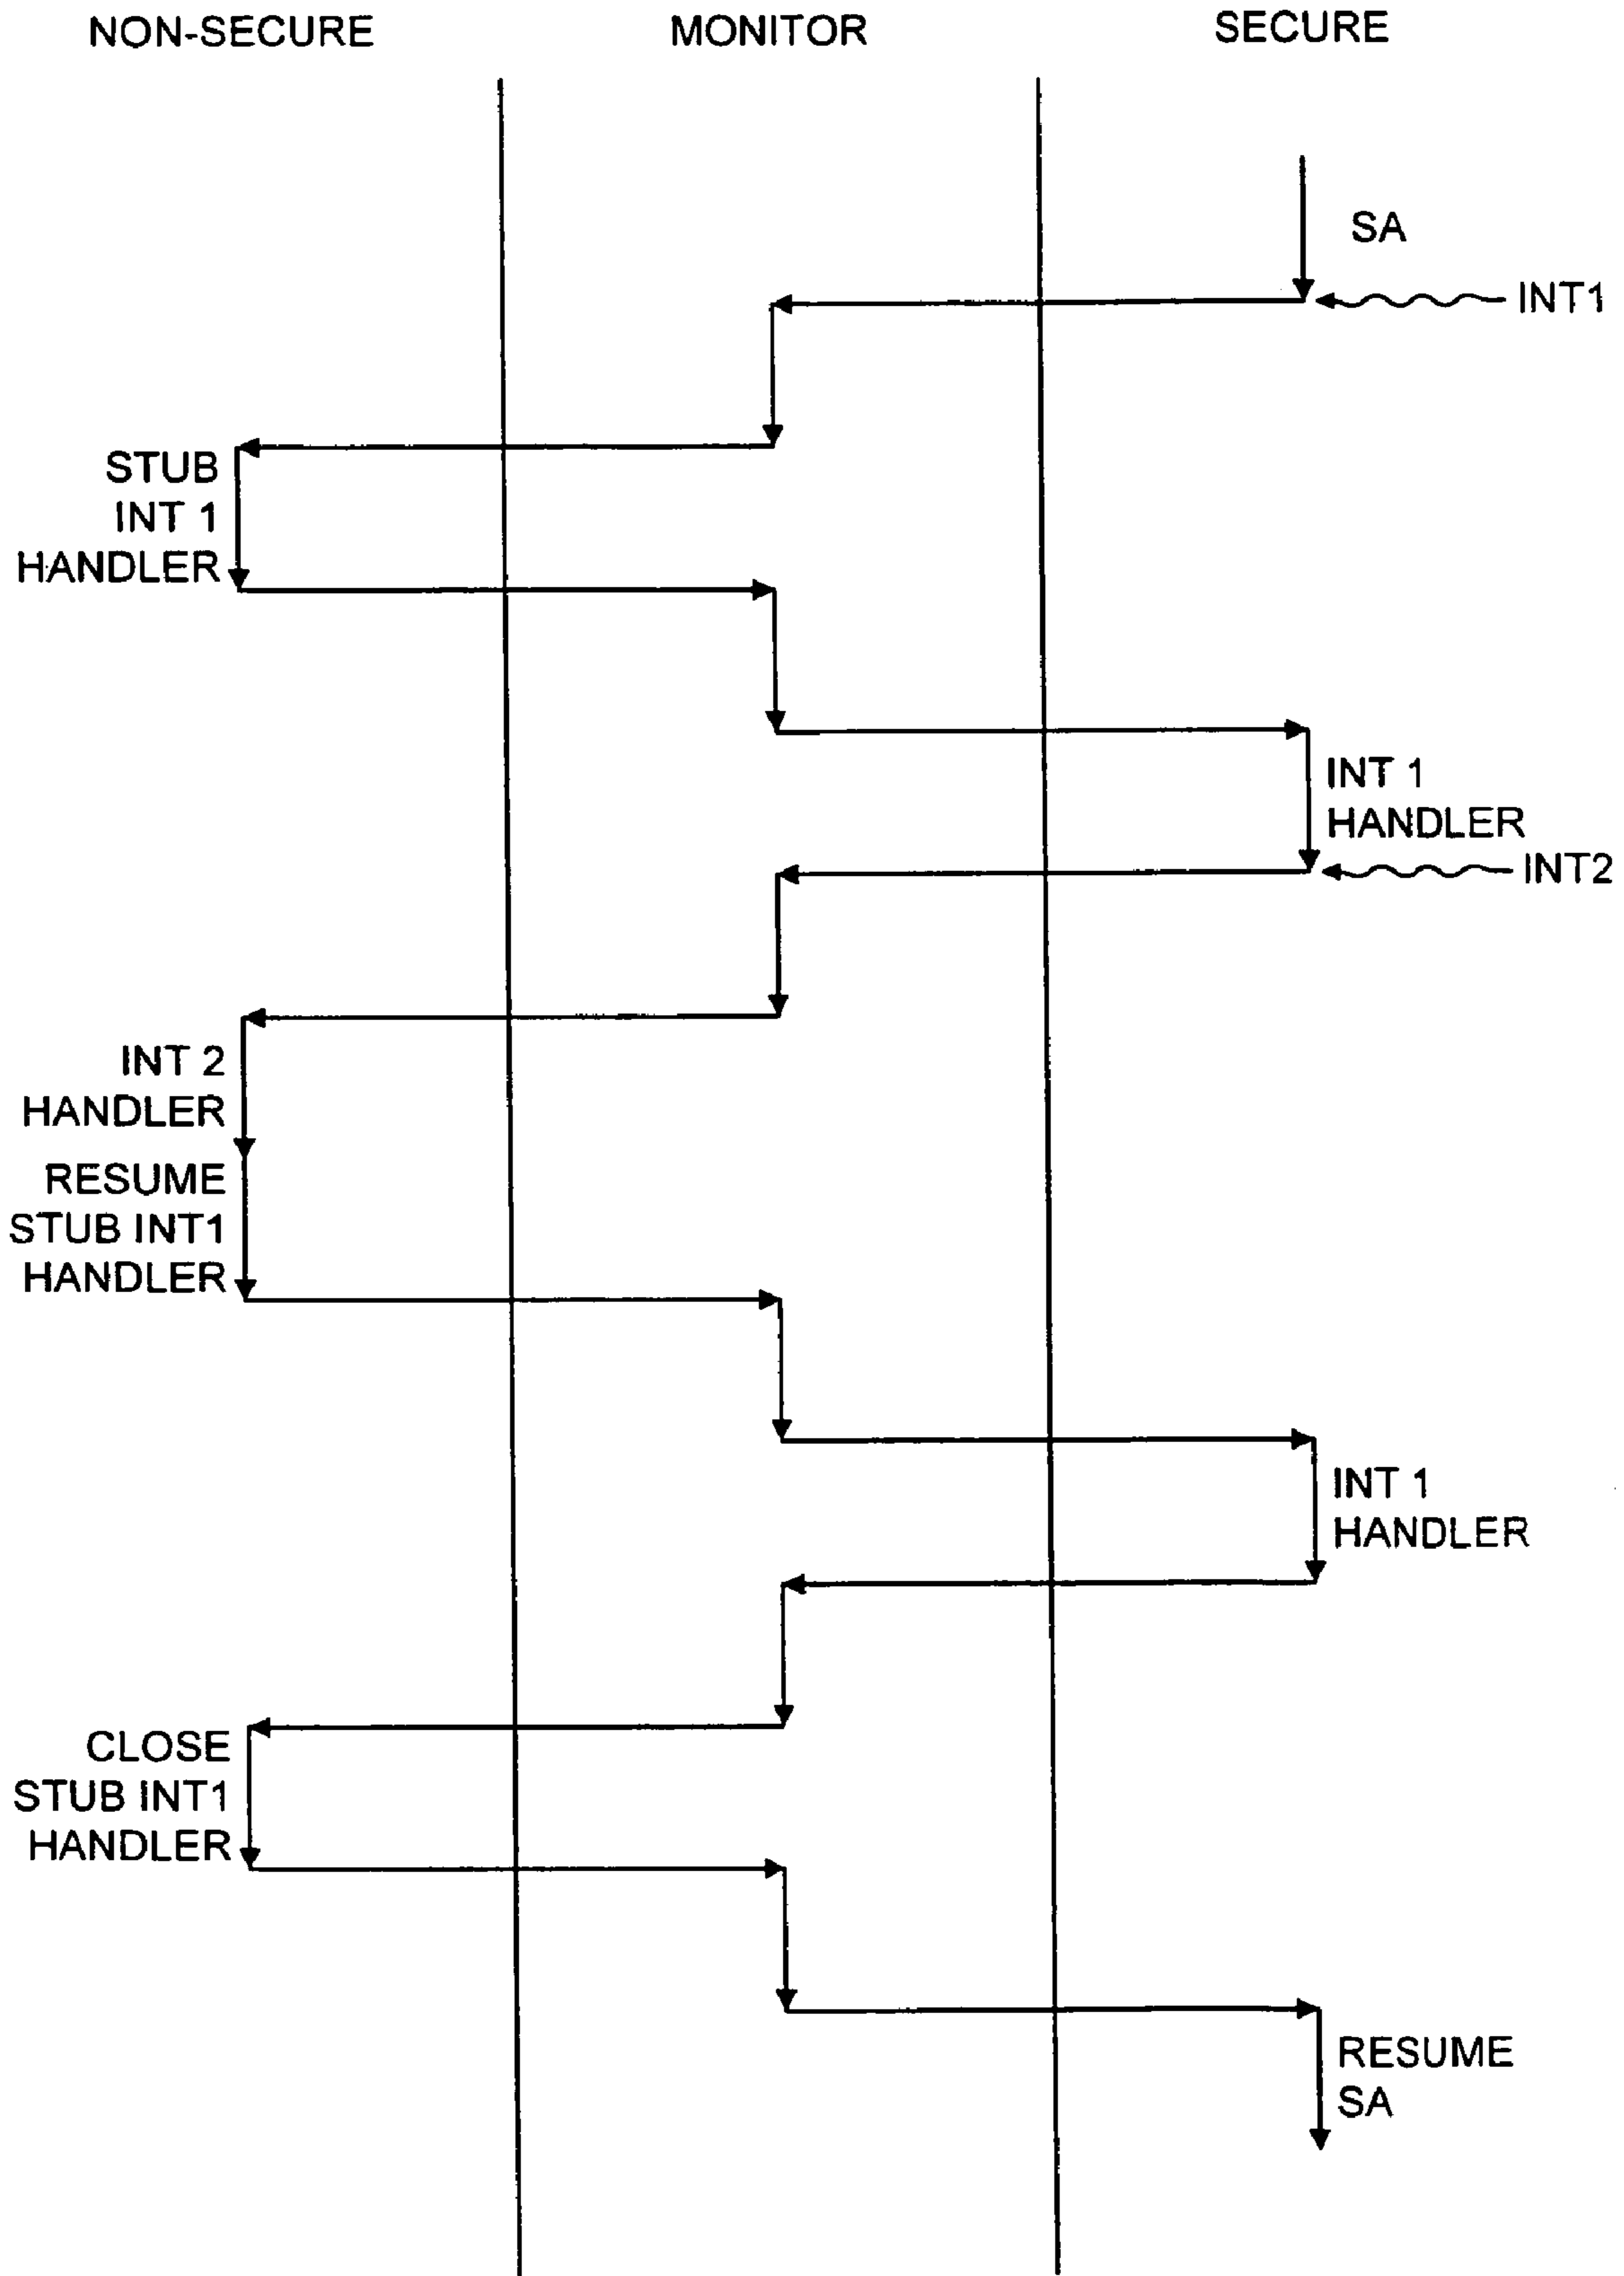 NON-SECURE
MONITOR
SECURE
SA
INT1
STUB
INT 1
HANDLER
INT 1
HANDLER
INT2
INT 2
HANDLER
RESUME
STUB INT1
HANDLER
INT 1
HANDLER
CLOSE
STUB INT1
HANDLER
RESUME
SA